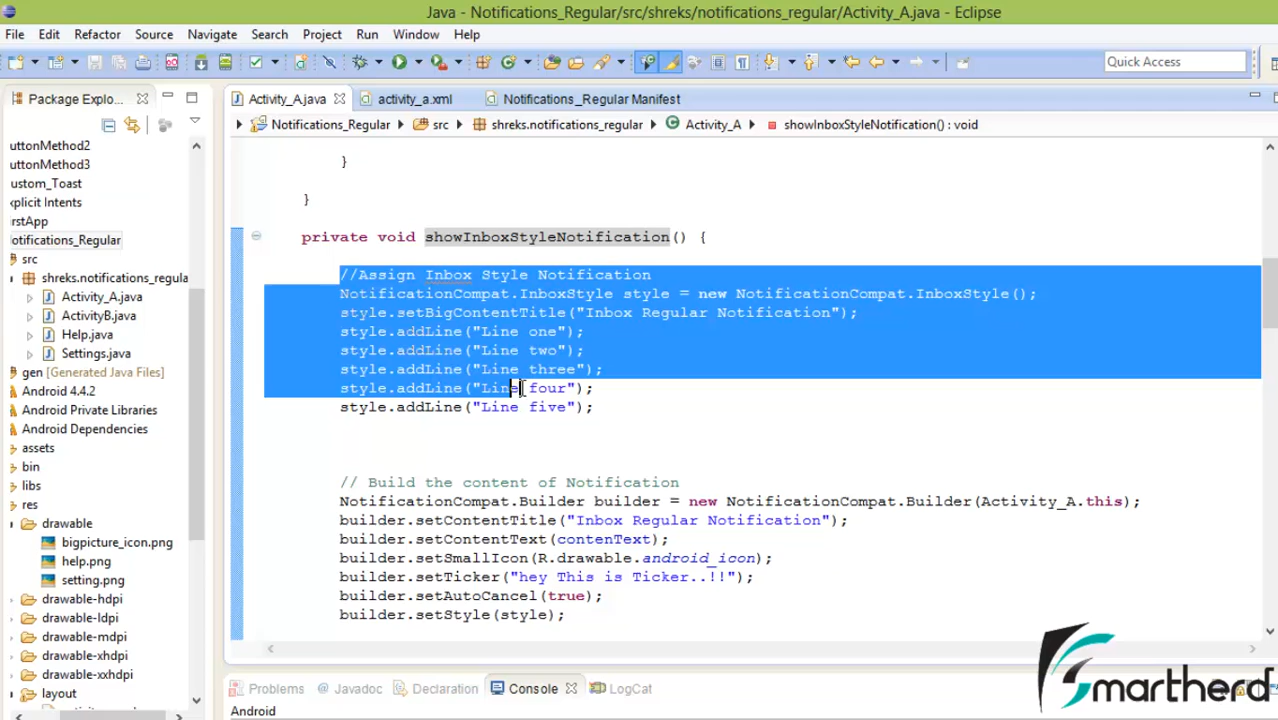 Java - Notifications_Regular/src/shreks/notifications_regular/Activity_A.java - Eclipse
File Edit Refactor Source Navigate Search Project Run Window Help
Quick Access
Package Explo...
Activity_A.java
activity_a.xml
Notifications_Regular Manifest
Notifications_Regular
src
shreks.notifications_regular
Activity_A
showInboxStyleNotification() : void
uttonMethod2
uttonMethod3
ustom_Toast
xplicit Intents
rstApp
otifications_Regular
src
shreks.notifications_regula
Activity_A.java
ActivityB.java
Help.java
Settings.java
gen [Generated Java Files]
Android 4.4.2
Android Private Libraries
Android Dependencies
assets
bin
libs
res
drawable
bigpicture_icon.png
help.png
setting.png
drawable-hdpi
drawable-ldpi
drawable-mdpi
drawable-xhdpi
drawable-xxhdpi
layout
}
}
private void showInboxStyleNotification() {
//Assign Inbox Style Notification
NotificationCompat.InboxStyle style = new NotificationCompat.InboxStyle();
style.setBigContentTitle("Inbox Regular Notification");
style.addLine("Line one");
style.addLine("Line two");
style.addLine("Line three");
style.addLine("Line four");
style.addLine("Line five");
// Build the content of Notification
NotificationCompat.Builder builder = new NotificationCompat.Builder(Activity_A.this);
builder.setContentTitle("Inbox Regular Notification");
builder.setContentText(contenText);
builder.setSmallIcon(R.drawable.android_icon);
builder.setTicker("hey This is Ticker..!!");
builder.setAutoCancel(true);
builder.setStyle(style);
Problems
Javadoc
Declaration
Console
LogCat
Android
Smartherd